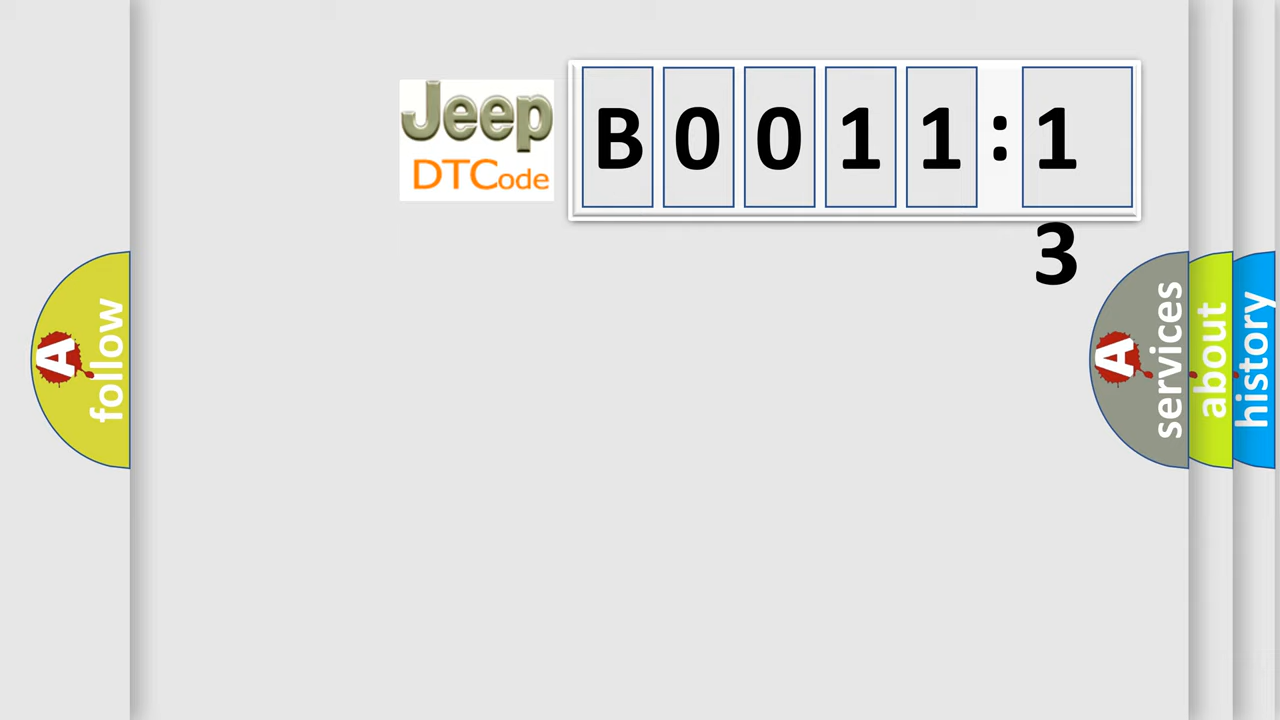 Jeep
DTCode
B0011:1
3
A
follow
A
services
about
history